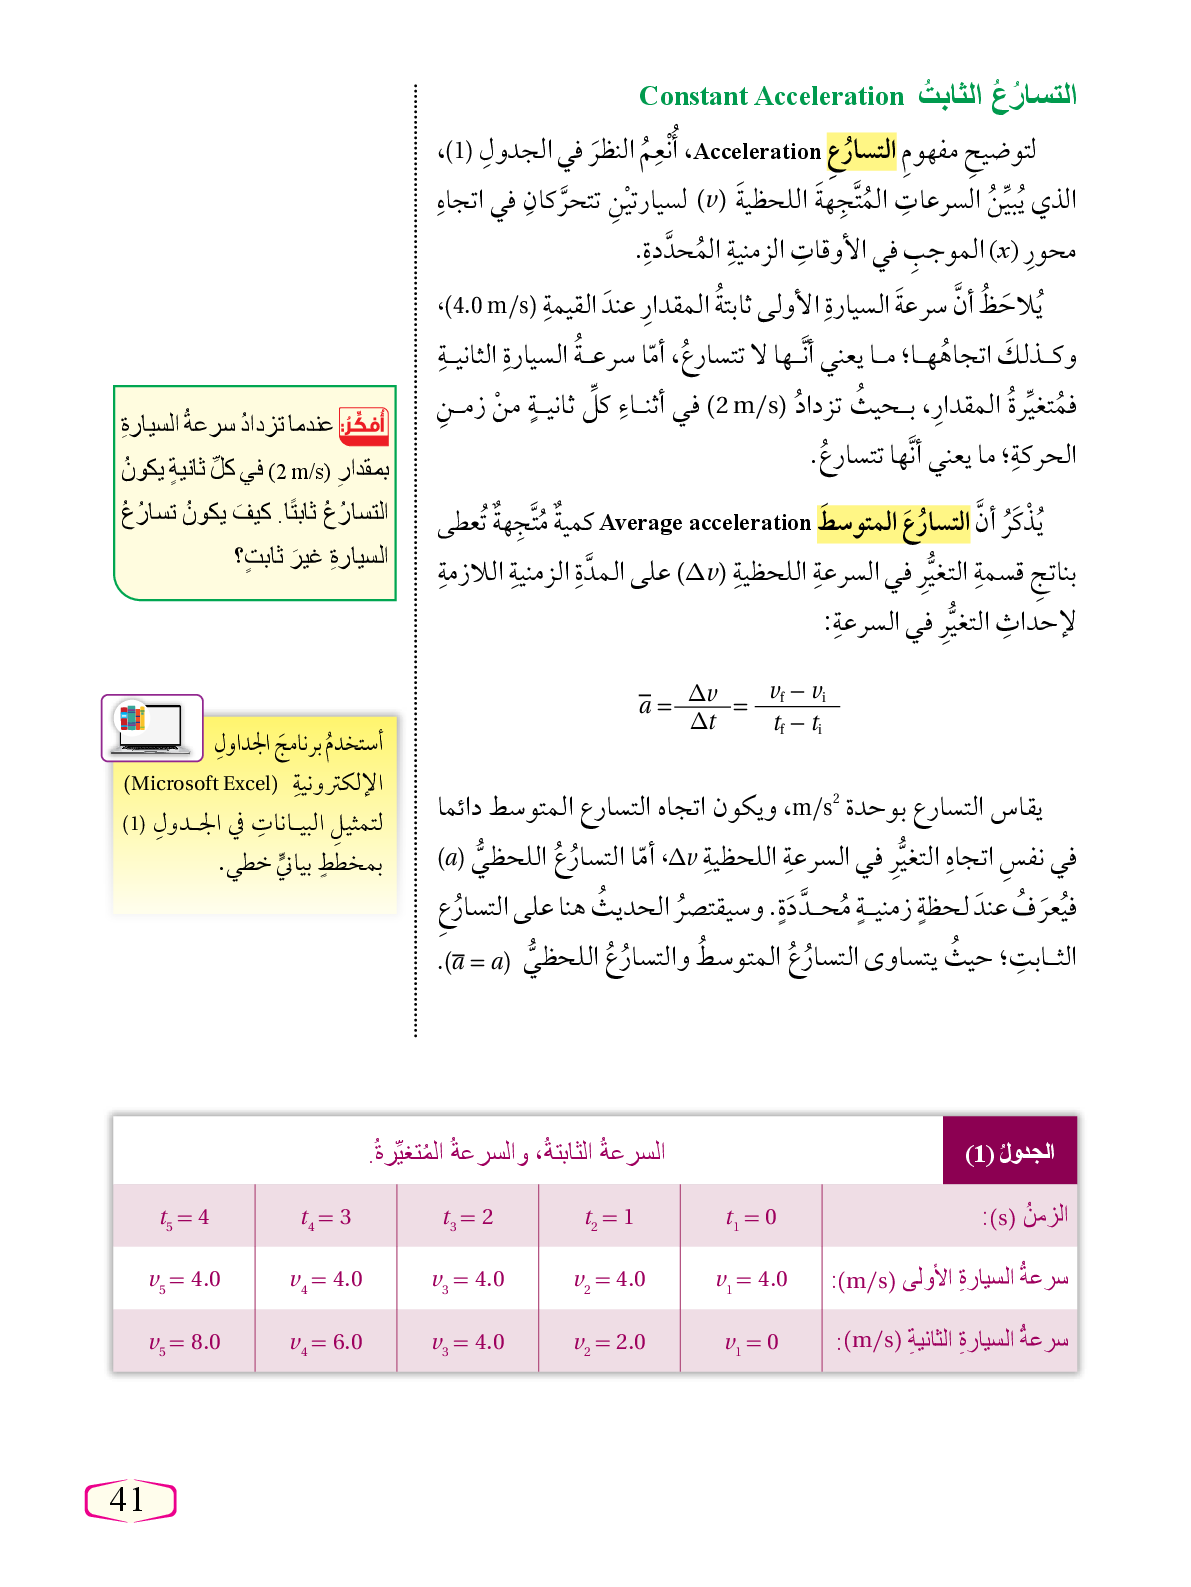 التسارُعُ الثابتُ Constant Acceleration
لتوضيحِ مفهومِ التسارُعِ Acceleration، أُنْعِمُ النظرَ في الجدولِ (1)،
الذي يُبيِّنُ السرعاتِ المُتَّجِهةَ اللحظيةَ (v) لسيارتيْنِ تتحرَّكانِ في اتجاهِ
محورِ (x) الموجبِ في الأوقاتِ الزمنيةِ المُحدَّدةِ.
يُلاحَظُ أنَّ سرعةَ السيارةِ الأولى ثابتةُ المقدارِ عندَ القيمةِ (4.0 m/s)،
وكذلكَ اتجاهُها؛ ما يعني أنَّها لا تتسارعُ، أمّا سرعةُ السيارةِ الثانيةِ
فمُتغيِّرةُ المقدارِ، بحيثُ تزدادُ (2 m/s) في أثناءِ كلِّ ثانيةٍ منْ زمنِ
الحركةِ؛ ما يعني أنَّها تتسارعُ.
يُذْكَرُ أنَّ التسارُعَ المتوسطَ Average acceleration كميةٌ مُتَّجِهةٌ تُعطى
بناتجِ قسمةِ التغيُّرِ في السرعةِ اللحظيةِ (Δv) على المدَّةِ الزمنيةِ اللازمةِ
لإحداثِ التغيُّرِ في السرعةِ:
a̅ = Δv/Δt = (v_f − v_i)/(t_f − t_i)
يقاس التسارع بوحدة m/s²، ويكون اتجاه التسارع المتوسط دائما
في نفسِ اتجاهِ التغيُّرِ في السرعةِ اللحظيةِ Δv، أمّا التسارُعُ اللحظيُّ (a)
فيُعرَفُ عندَ لحظةٍ زمنيةٍ مُحدَّدَةٍ. وسيقتصرُ الحديثُ هنا على التسارُعِ
الثابتِ؛ حيثُ يتساوى التسارُعُ المتوسطُ والتسارُعُ اللحظيُّ (a̅ = a).
أُفكِّرُ: عندما تزدادُ سرعةُ السيارةِ
بمقدارِ (2 m/s) في كلِّ ثانيةٍ يكونُ
التسارُعُ ثابتًا. كيفَ يكونُ تسارُعُ
السيارةِ غيرَ ثابتٍ؟
أستخدمُ برنامجَ الجداولِ
الإلكترونيةِ (Microsoft Excel)
لتمثيلِ البياناتِ في الجدولِ (1)
بمخططٍ بيانيٍّ خطي.
الجدولُ (1) السرعةُ الثابتةُ، والسرعةُ المُتغيِّرةُ.
الزمنُ (s): t₁ = 0 t₂ = 1 t₃ = 2 t₄ = 3 t₅ = 4
سرعةُ السيارةِ الأولى (m/s): v₁ = 4.0 v₂ = 4.0 v₃ = 4.0 v₄ = 4.0 v₅ = 4.0
سرعةُ السيارةِ الثانيةِ (m/s): v₁ = 0 v₂ = 2.0 v₃ = 4.0 v₄ = 6.0 v₅ = 8.0
41